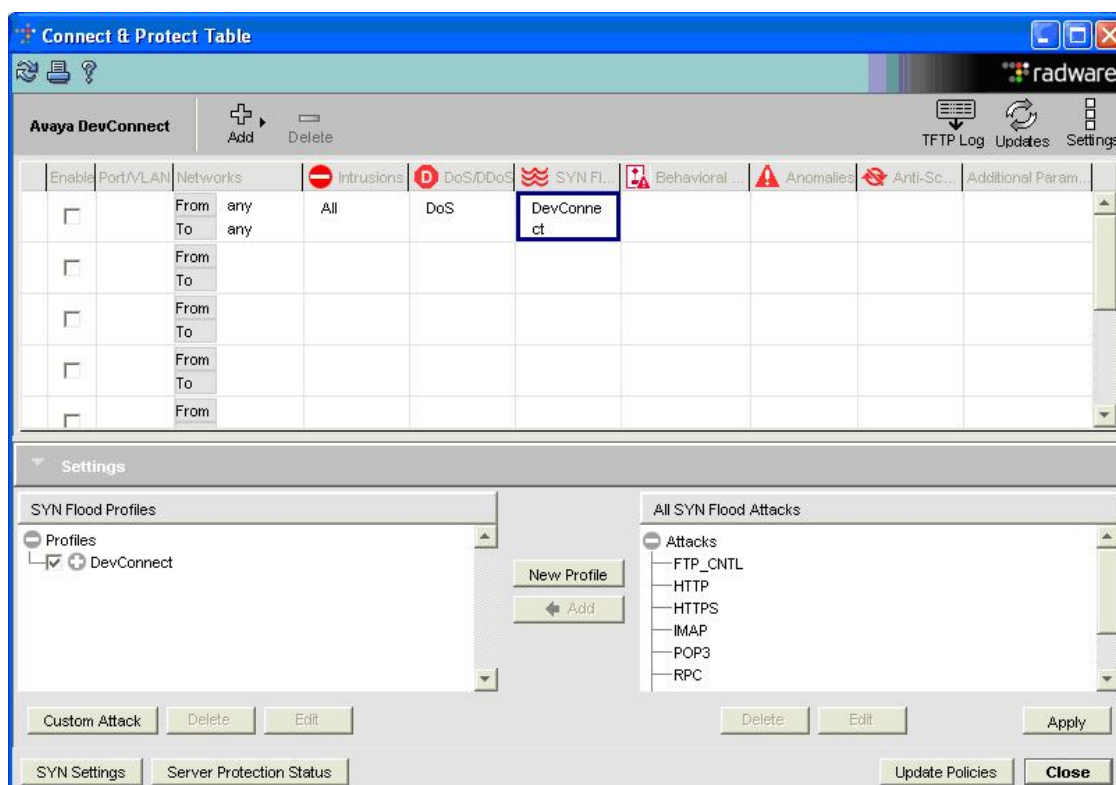 Connect & Protect Table
radware
Avaya DevConnect
Add
Delete
TFTP Log
Updates
Settings
Enable Port/VLAN Networks Intrusions DoS/DDoS SYN Fl... Behavioral ... Anomalies Anti-Sc... Additional Param...
From any All DoS DevConne
To any ct
From
To
From
To
From
To
From
Settings
SYN Flood Profiles
All SYN Flood Attacks
Profiles
DevConnect
New Profile
Add
Attacks
FTP_CNTL
HTTP
HTTPS
IMAP
POP3
RPC
Custom Attack
Delete
Edit
Delete
Edit
Apply
SYN Settings
Server Protection Status
Update Policies
Close